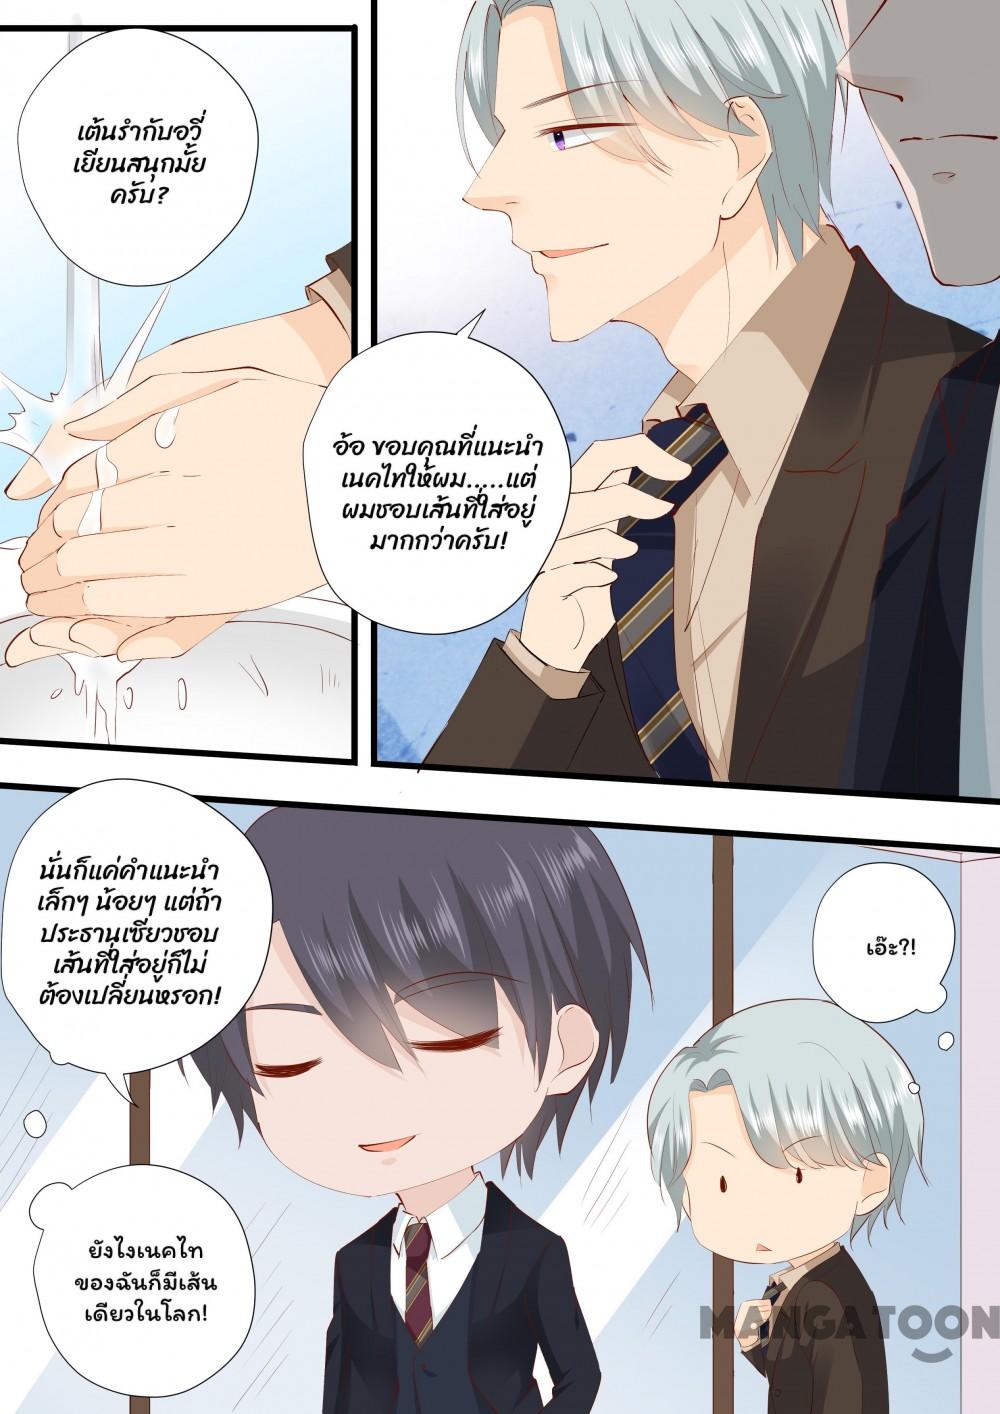 เต้นรำกับอวี่
เยียนสนุกมั้ย
ครับ?
อ้อ ขอบคุณที่แนะนำ
เนคไทให้ผม.....แต่
ผมชอบเส้นที่ใส่อยู่
มากกว่าครับ!
นั่นก็แค่คำแนะนำ
เล็กๆ น้อยๆ แต่ถ้า
ประธานเซียวชอบ
เส้นที่ใส่อยู่ก็ไม่
ต้องเปลี่ยนหรอก!
เอ๊ะ?!
ยังไงเนคไท
ของฉันก็มีเส้น
เดียวในโลก!
MANGATOON